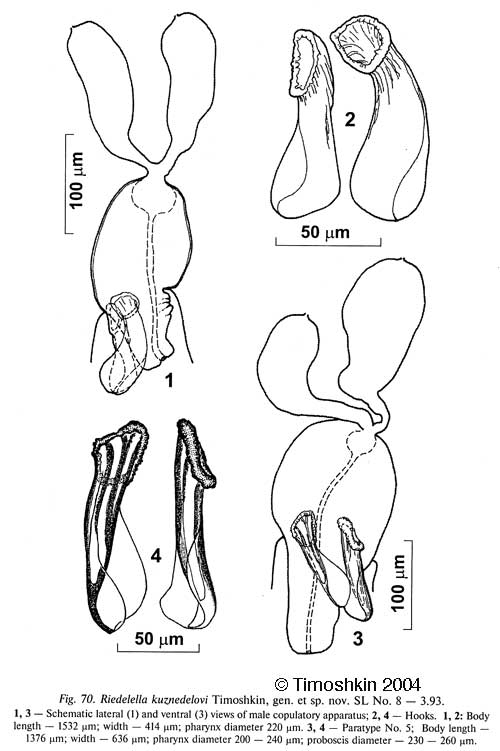 100 μm
1
2
50 μm
4
50 μm
100 μm
3
© Timoshkin 2004
Fig. 70. Riedelella kuznedelovi Timoshkin, gen. et sp. nov. SL No. 8 — 3.93.
1, 3 — Schematic lateral (1) and ventral (3) views of male copulatory apparatus; 2, 4 — Hooks. 1, 2: Body
length — 1532 μm; width — 414 μm; pharynx diameter 220 μm. 3, 4 — Paratype No. 5; Body length —
1376 μm; width — 636 μm; pharynx diameter 200 — 240 μm; proboscis diameter — 230 — 260 μm.